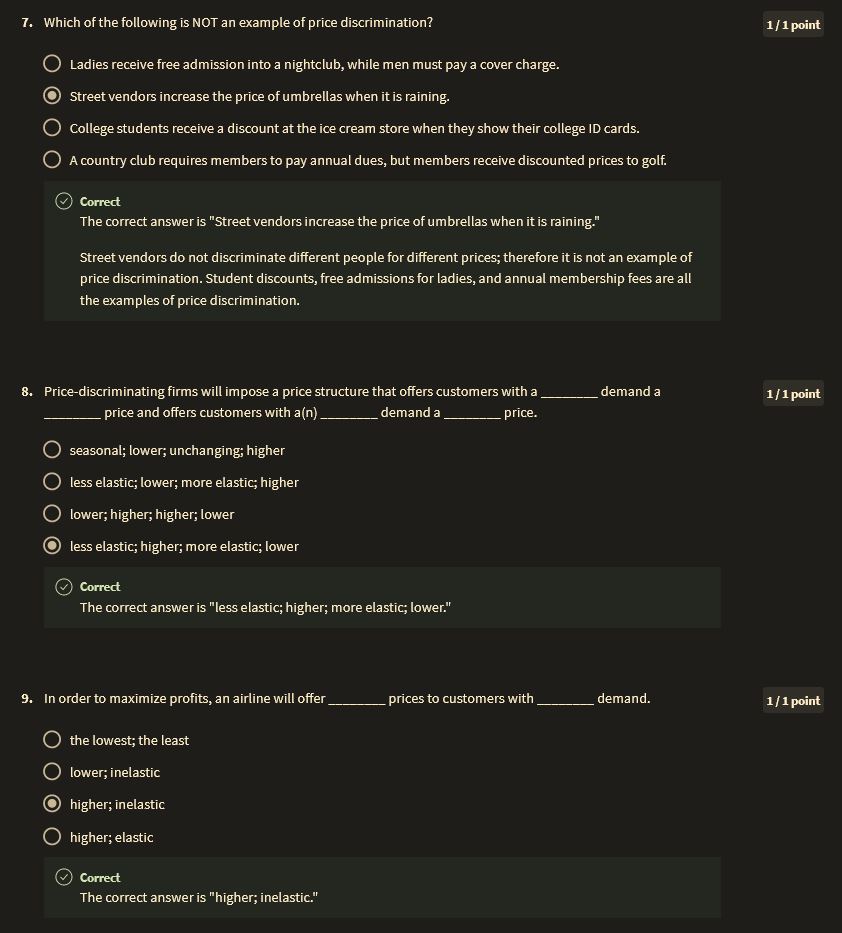 7. Which of the following is NOT an example of price discrimination?
1 / 1 point
Ladies receive free admission into a nightclub, while men must pay a cover charge.
Street vendors increase the price of umbrellas when it is raining.
College students receive a discount at the ice cream store when they show their college ID cards.
A country club requires members to pay annual dues, but members receive discounted prices to golf.
Correct
The correct answer is "Street vendors increase the price of umbrellas when it is raining."
Street vendors do not discriminate different people for different prices; therefore it is not an example of
price discrimination. Student discounts, free admissions for ladies, and annual membership fees are all
the examples of price discrimination.
8. Price-discriminating firms will impose a price structure that offers customers with a ________ demand a
________ price and offers customers with a(n) ________ demand a ________ price.
1 / 1 point
seasonal; lower; unchanging; higher
less elastic; lower; more elastic; higher
lower; higher; higher; lower
less elastic; higher; more elastic; lower
Correct
The correct answer is "less elastic; higher; more elastic; lower."
9. In order to maximize profits, an airline will offer ________ prices to customers with ________ demand.
1 / 1 point
the lowest; the least
lower; inelastic
higher; inelastic
higher; elastic
Correct
The correct answer is "higher; inelastic."